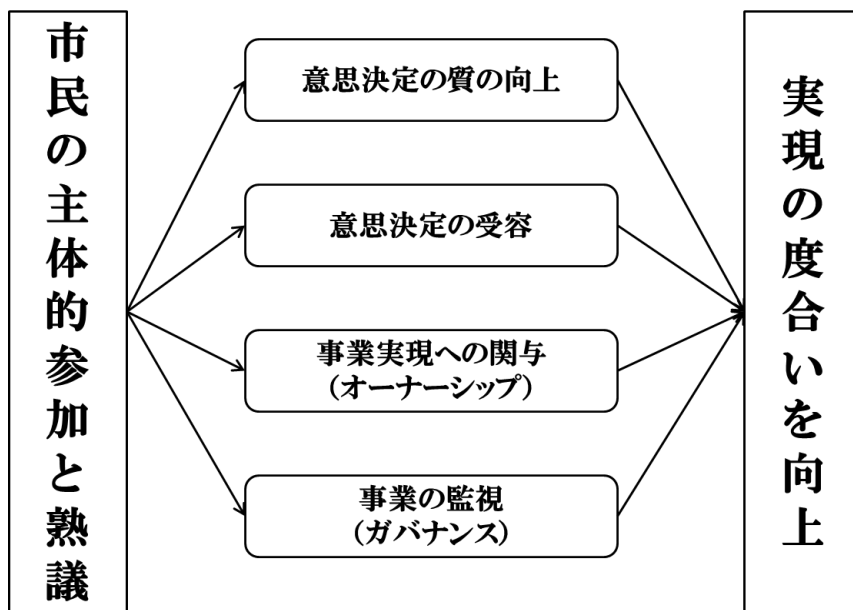 市民の主体的参加と熟議
意思決定の質の向上
意思決定の受容
事業実現への関与
(オーナーシップ)
事業の監視
(ガバナンス)
実現の度合いを向上